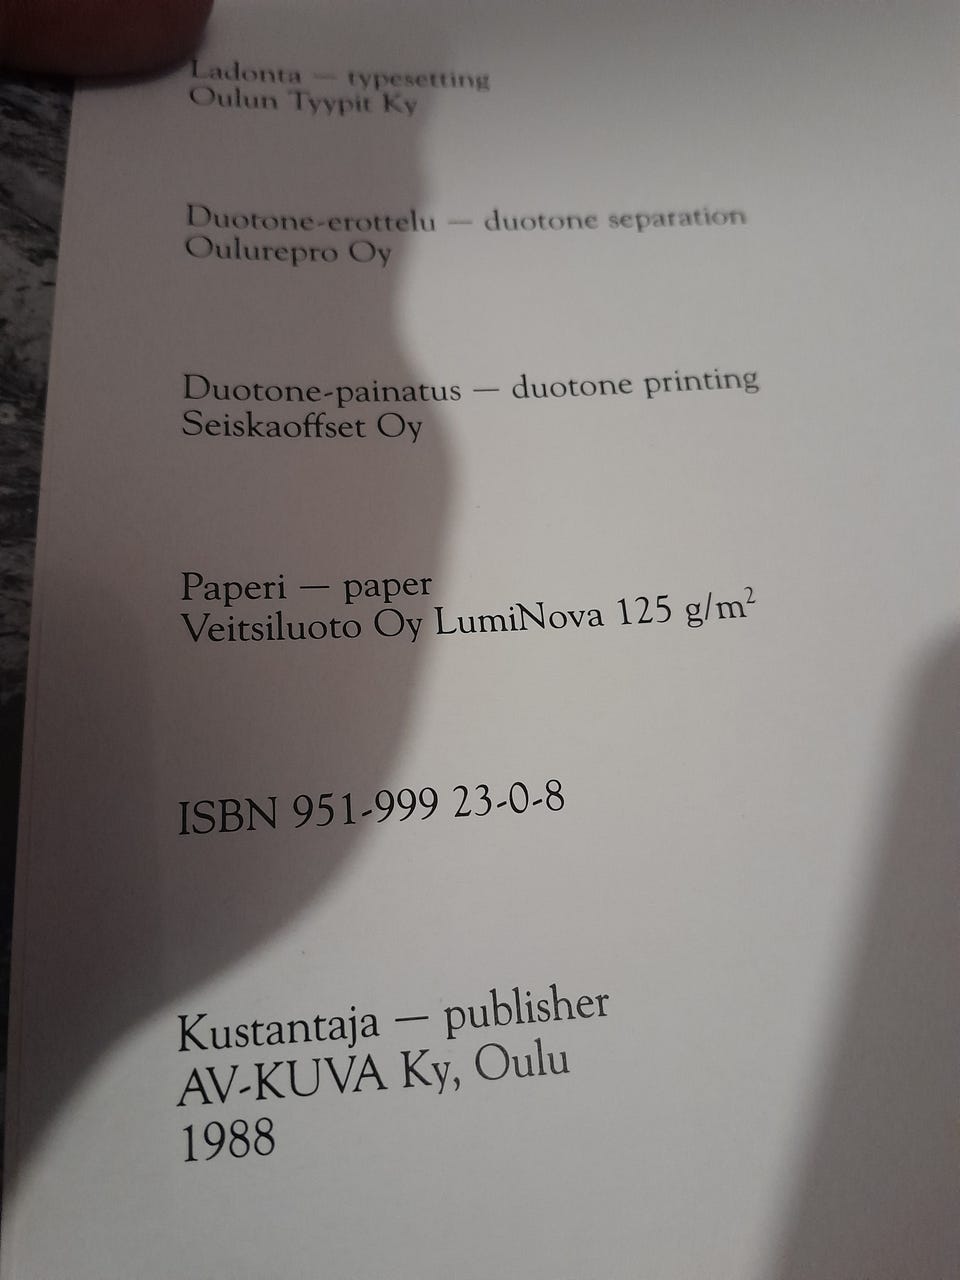 Ladonta — typesetting
Oulun Tyypit Ky
Duotone-erottelu — duotone separation
Oulurepro Oy
Duotone-painatus — duotone printing
Seiskaoffset Oy
Paperi — paper
Veitsiluoto Oy LumiNova 125 g/m²
ISBN 951-999 23-0-8
Kustantaja — publisher
AV-KUVA Ky, Oulu
1988